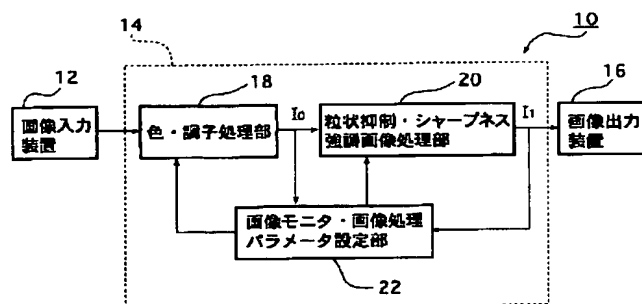 14
10
12
18
20
16
画像入力
装置
色・調子処理部
I0
粒状抑制・シャープネス
強調画像処理部
I1
画像出力
装置
画像モニタ・画像処理
パラメータ設定部
22